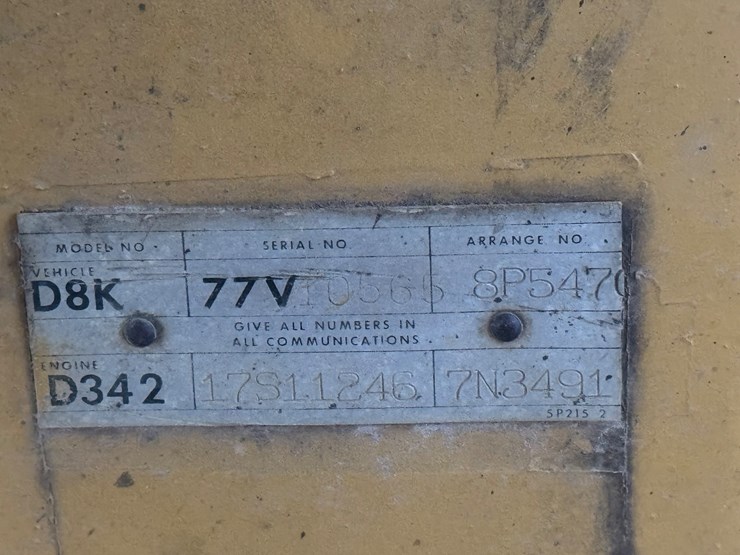 MODEL NO. SERIAL NO. ARRANGE NO.
VEHICLE
D8K 77V10565 8P5470
GIVE ALL NUMBERS IN
ALL COMMUNICATIONS.
ENGINE
D342 17S11246 7N3491
5P215 2